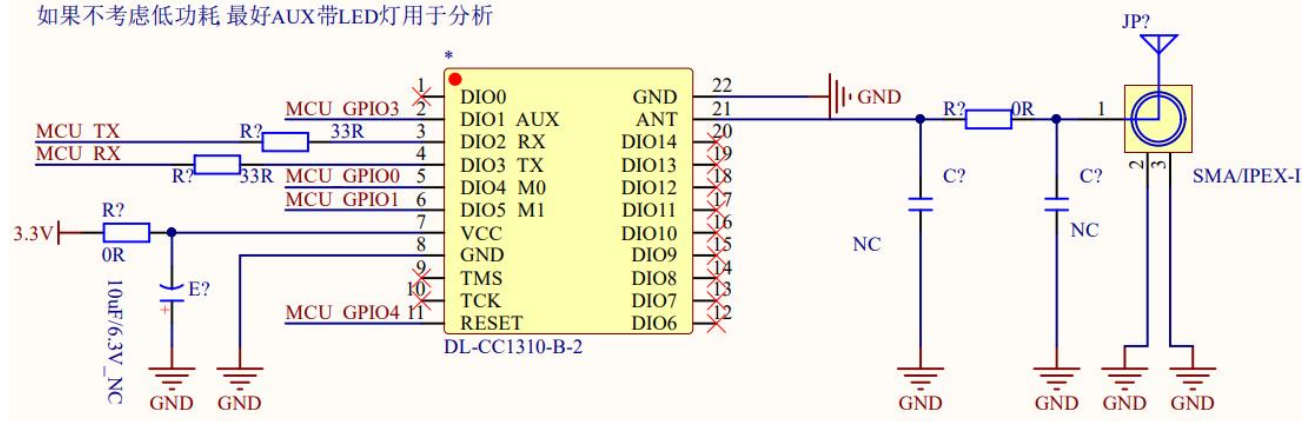 如果不考虑低功耗,最好AUX带LED灯用于分析
JP?
*
1 DIO0 GND 22 GND
MCU_GPIO3 2 DIO1 AUX ANT 21 R? 0R 1
MCU_TX R? 33R 3 DIO2 RX DIO14 20
MCU_RX R? 33R 4 DIO3 TX DIO13 19
MCU_GPIO0 5 DIO4 M0 DIO12 18 C? C? 2 3 SMA/IPEX-I
MCU_GPIO1 6 DIO5 M1 DIO11 17
3.3V R? 0R 7 VCC DIO10 16 NC NC
8 GND DIO9 15
9 TMS DIO8 14
10uF/6.3V_NC E? + 10 TCK DIO7 13
MCU_GPIO4 11 RESET DIO6 12
DL-CC1310-B-2
GND GND GND GND GND GND